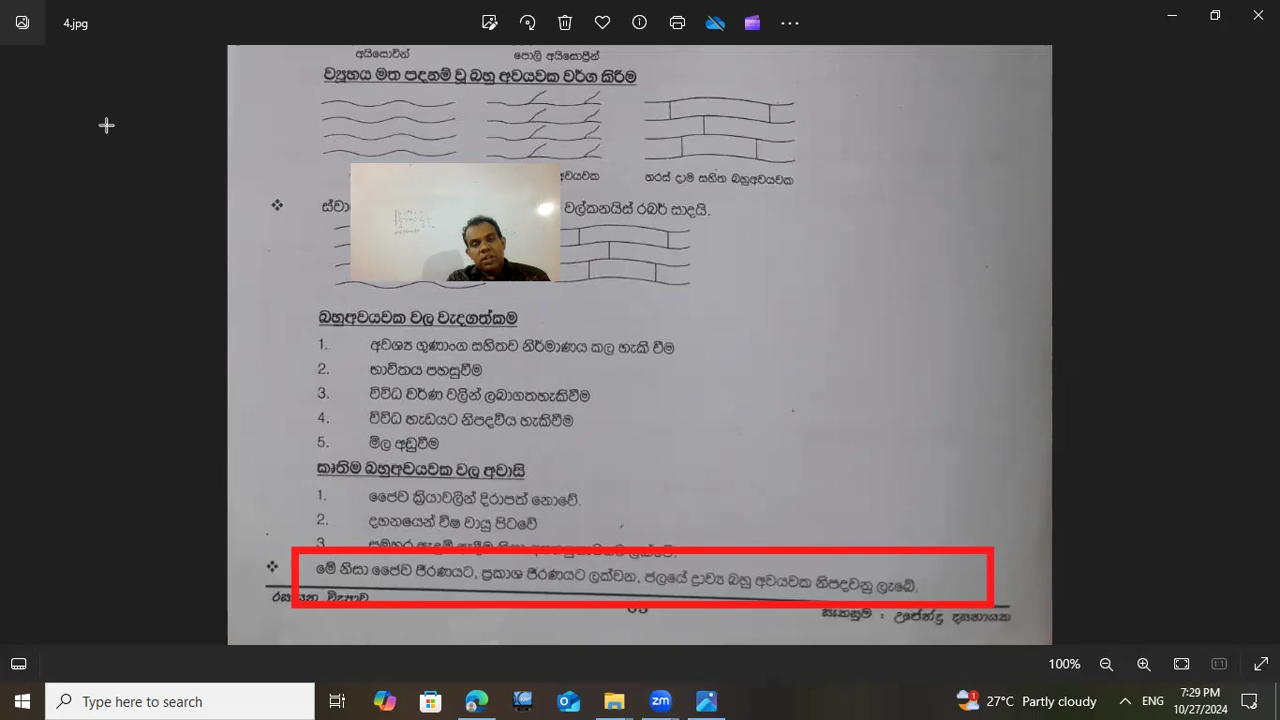 4.jpg
අයිසොවින් පොලි අයිසොප්‍රීන්
ව්‍යූහය මත පදනම් වූ බහු අවයවක වර්ග කිරීම
අවයවක හරස් දාම සහිත බහුඅවයවක
❖ ස්වා වල්කනයිස් රබර් සාදයි.
බහුඅවයවක වල වැදගත්කම
1. අවශ්‍ය ගුණාංග සහිතව නිර්මාණය කල හැකි වීම
2. භාවිතය පහසුවීම
3. විවිධ වර්ණ වලින් ලබාගතහැකිවීම
4. විවිධ හැඩයට නිපදවිය හැකිවීම
5. මිල අඩුවීම
කෘතිම බහුඅවයවක වල අවාසි
1. ජෛව ක්‍රියාවලින් දිරාපත් නොවේ.
2. දහනයෙන් විෂ වායු පිටවේ
3
❖ මේ නිසා ජෛව ජීරණයට, ප්‍රකාශ ජීරණයට ලක්වන, ජලයේ ද්‍රාව්‍ය බහු අවයවක නිපදවනු ලැබේ.
රසායන විද්‍යාව සැකසුම : උපේන්ද්‍ර දසනායක
100%
Type here to search
27°C Partly cloudy ENG 7:29 PM
10/27/2024